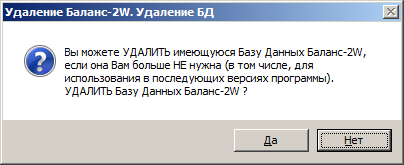 Удаление Баланс-2W. Удаление БД
Вы можете УДАЛИТЬ имеющуюся Базу Данных Баланс-2W,
если она Вам больше НЕ нужна (в том числе, для
использования в последующих версиях программы).
УДАЛИТЬ Базу Данных Баланс-2W ?
Да
Нет